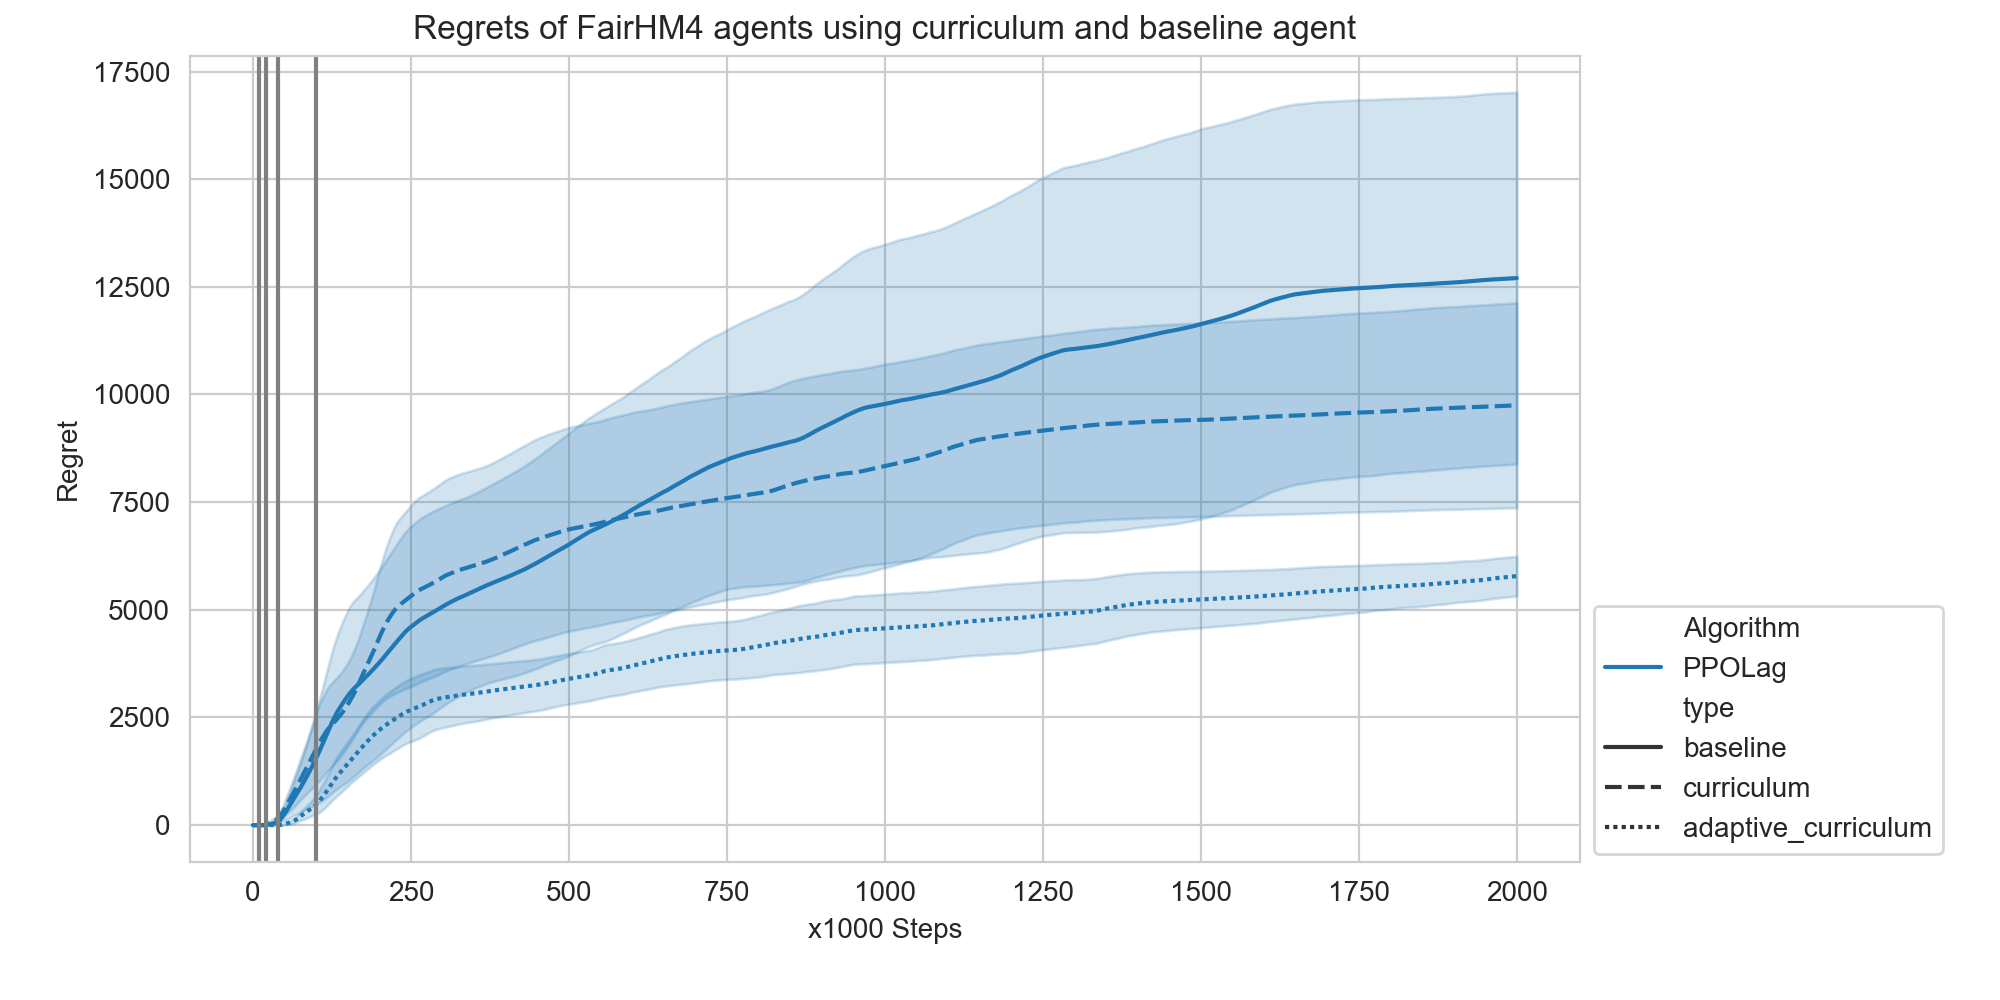 Regrets of FairHM4 agents using curriculum and baseline agent
17500
15000
12500
10000
7500
5000
2500
0
Regret
0 250 500 750 1000 1250 1500 1750 2000
x1000 Steps
Algorithm
PPOLag
type
baseline
curriculum
adaptive_curriculum